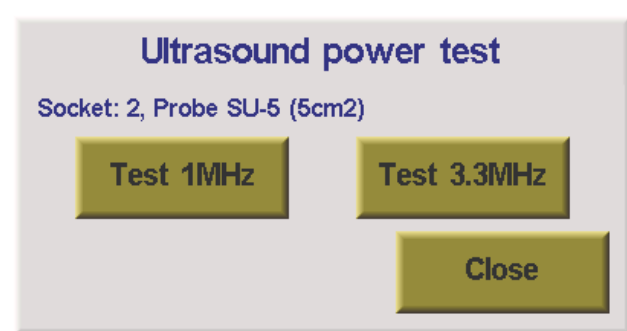 Ultrasound power test
Socket: 2, Probe SU-5 (5cm2)
Test 1MHz
Test 3.3MHz
Close